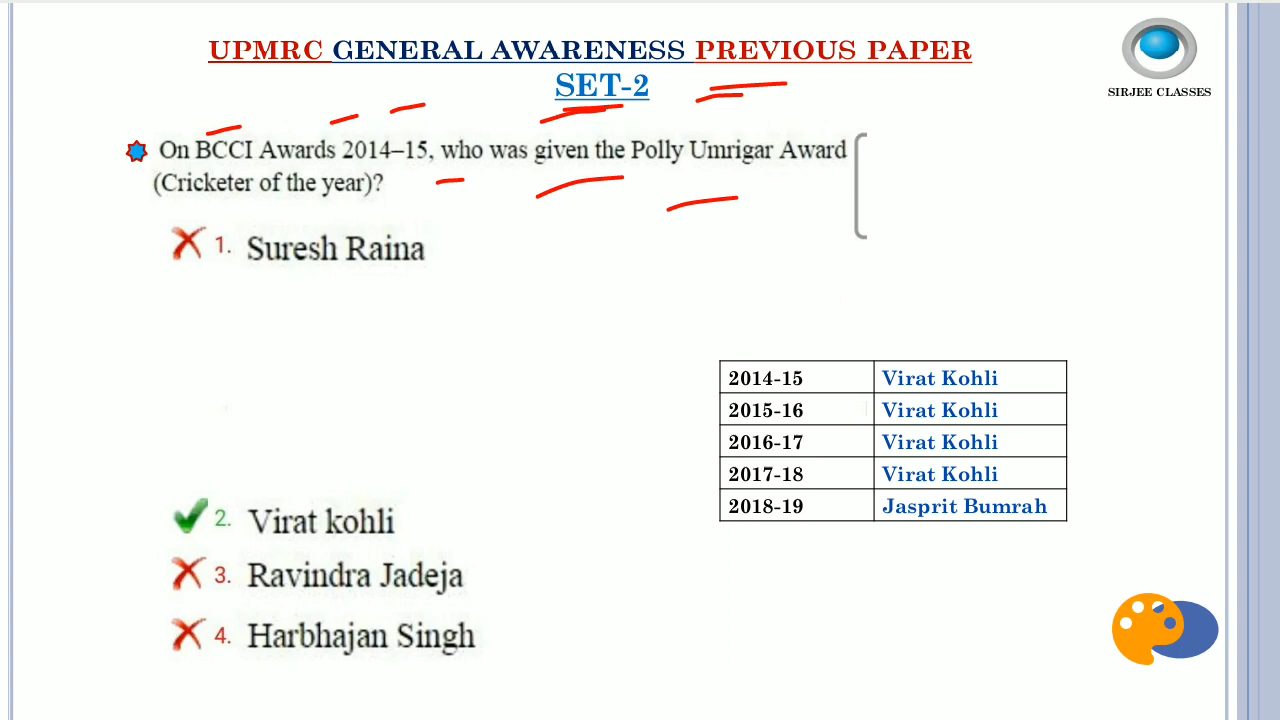 UPMRC GENERAL AWARENESS PREVIOUS PAPER
SET-2
SIRJEE CLASSES
On BCCI Awards 2014–15, who was given the Polly Umrigar Award
(Cricketer of the year)?
1. Suresh Raina
2. Virat kohli
3. Ravindra Jadeja
4. Harbhajan Singh
2014-15 Virat Kohli
2015-16 Virat Kohli
2016-17 Virat Kohli
2017-18 Virat Kohli
2018-19 Jasprit Bumrah